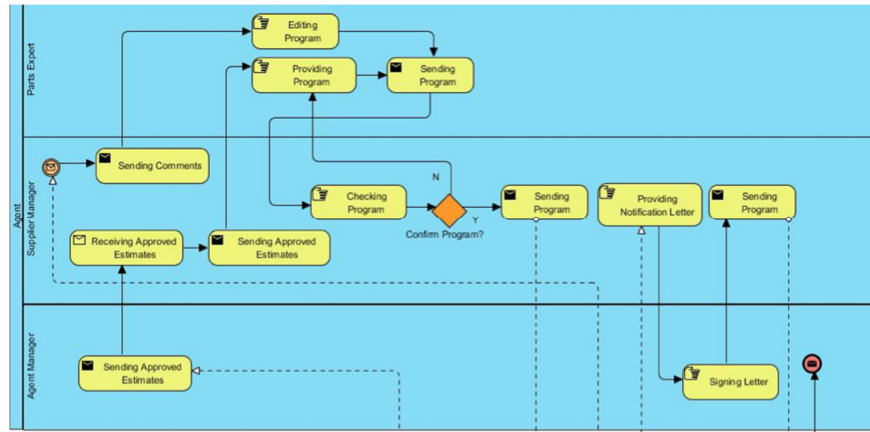 Agent
Parts Expert
Editing
Program
Providing
Program
Sending
Program
Supplier Manager
Sending Comments
Checking
Program
N
Y
Confirm Program?
Sending
Program
Providing
Notification Letter
Sending
Program
Receiving Approved
Estimates
Sending Approved
Estimates
Agent Manager
Sending Approved
Estimates
Signing Letter